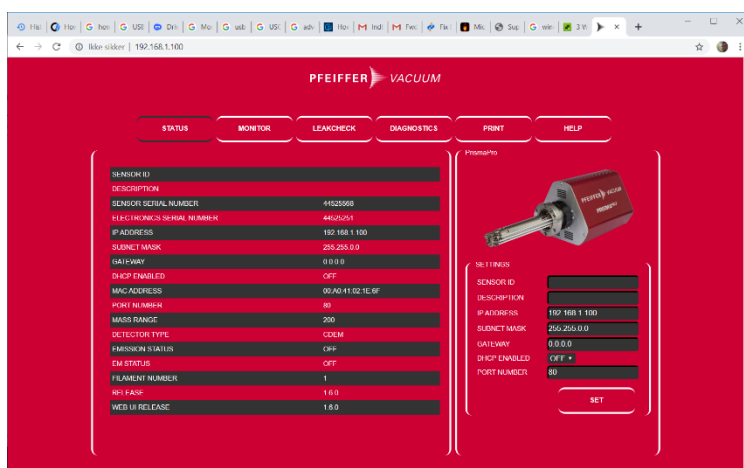 Ikke sikker | 192.168.1.100
PFEIFFER VACUUM
STATUS MONITOR LEAKCHECK DIAGNOSTICS PRINT HELP
SENSOR ID
DESCRIPTION
SENSOR SERIAL NUMBER 44525568
ELECTRONICS SERIAL NUMBER 44525251
IP ADDRESS 192.168.1.100
SUBNET MASK 255.255.0.0
GATEWAY 0.0.0.0
DHCP ENABLED OFF
MAC ADDRESS 00:A0:41:02:1E:6F
PORT NUMBER 80
MASS RANGE 200
DETECTOR TYPE CDEM
EMISSION STATUS OFF
EM STATUS OFF
FILAMENT NUMBER 1
RELEASE 1.6.0
WEB UI RELEASE 1.6.0
PrismaPro
PFEIFFER VACUUM
SETTINGS
SENSOR ID
DESCRIPTION
IP ADDRESS 192.168.1.100
SUBNET MASK 255.255.0.0
GATEWAY 0.0.0.0
DHCP ENABLED OFF
PORT NUMBER 80
SET